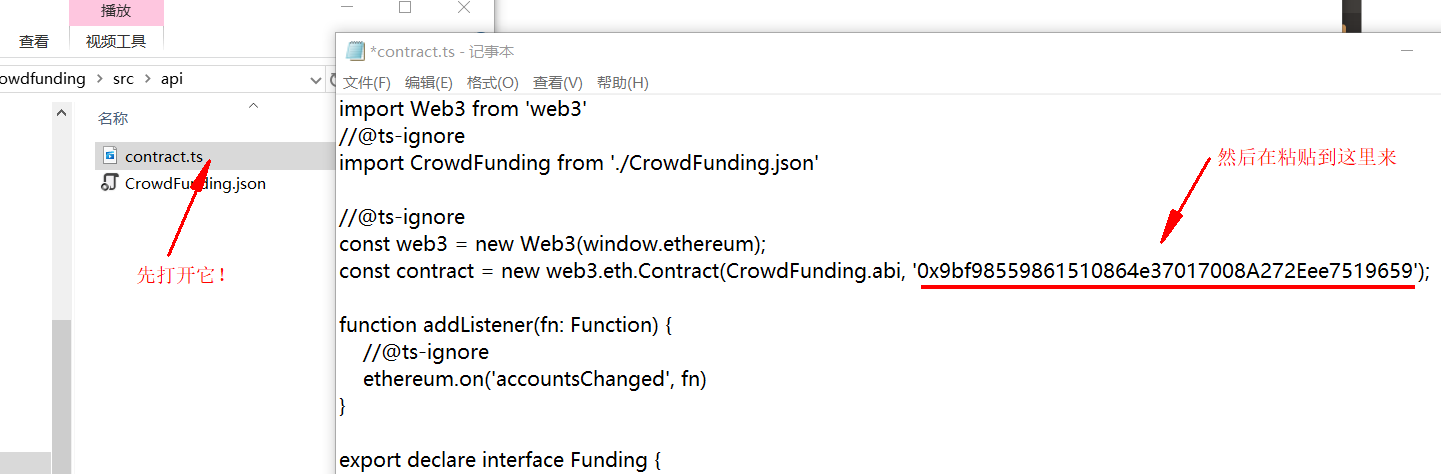 播放
查看
视频工具
owdfunding > src > api
名称
contract.ts
CrowdFunding.json
先打开它!
*contract.ts - 记事本
文件(F) 编辑(E) 格式(O) 查看(V) 帮助(H)
import Web3 from 'web3'
//@ts-ignore
import CrowdFunding from './CrowdFunding.json'
然后在粘贴到这里来
//@ts-ignore
const web3 = new Web3(window.ethereum);
const contract = new web3.eth.Contract(CrowdFunding.abi, '0x9bf98559861510864e37017008A272Eee7519659');
function addListener(fn: Function) {
//@ts-ignore
ethereum.on('accountsChanged', fn)
}
export declare interface Funding {